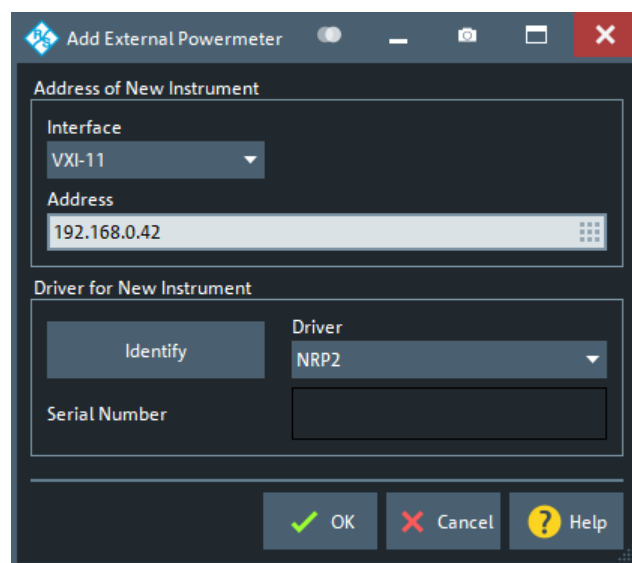 Add External Powermeter
Address of New Instrument
Interface
VXI-11
Address
192.168.0.42
Driver for New Instrument
Identify
Driver
NRP2
Serial Number
OK
Cancel
? Help